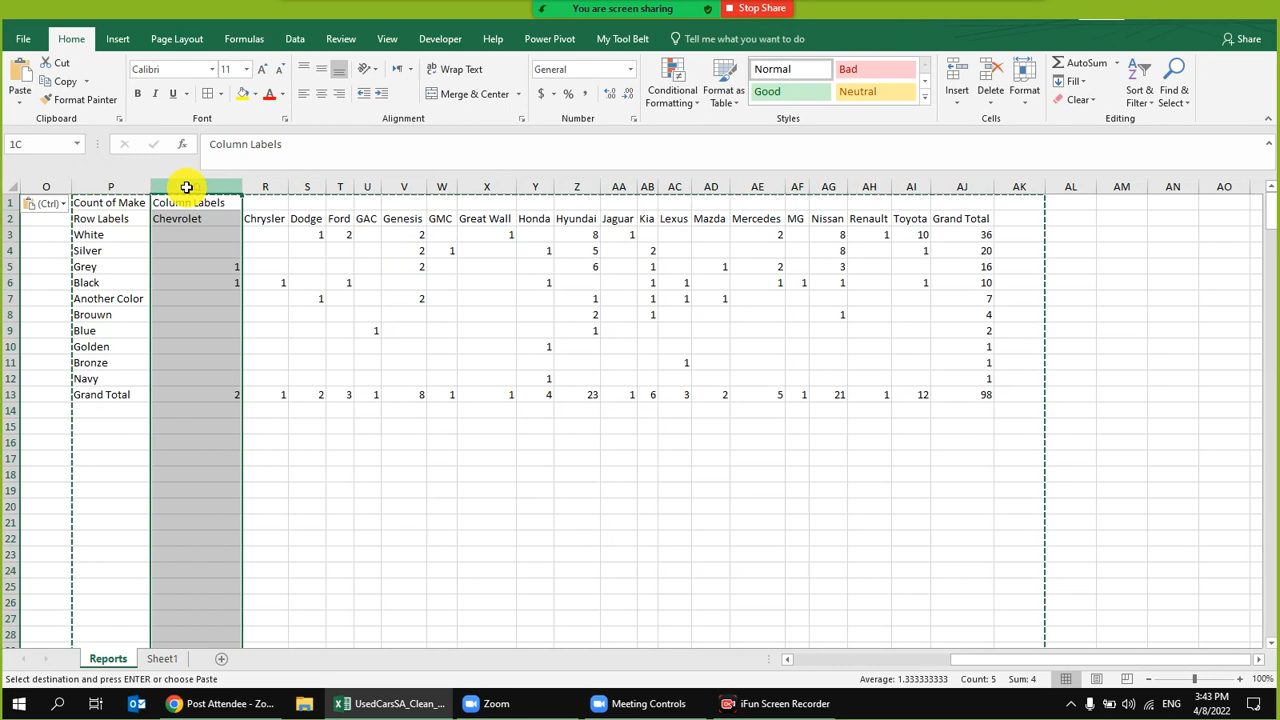 You are screen sharing Stop Share
File Home Insert Page Layout Formulas Data Review View Developer Help Power Pivot My Tool Belt Tell me what you want to do Share
Cut Calibri 11 Wrap Text General Normal Bad AutoSum
Copy Conditional Format as Insert Delete Format Fill Sort & Find &
Paste Format Painter B I U Merge & Center $ % Formatting Table Good Neutral Clear Filter Select
Clipboard Font Alignment Number Styles Cells Editing
1C fx Column Labels
O P R S T U V W X Y Z AA AB AC AD AE AF AG AH AI AJ AK AL AM AN AO
1 (Ctrl) Count of Make Column Labels
2 Row Labels Chevrolet Chrysler Dodge Ford GAC Genesis GMC Great Wall Honda Hyundai Jaguar Kia Lexus Mazda Mercedes MG Nissan Renault Toyota Grand Total
3 White 1 2 2 1 8 1 2 8 1 10 36
4 Silver 2 1 1 5 2 8 1 20
5 Grey 1 2 6 1 1 2 3 16
6 Black 1 1 1 1 1 1 1 1 1 1 10
7 Another Color 1 2 1 1 1 1 7
8 Brouwn 2 1 1 4
9 Blue 1 1 2
10 Golden 1 1
11 Bronze 1 1
12 Navy 1 1
13 Grand Total 2 1 2 3 1 8 1 1 4 23 1 6 3 2 5 1 21 1 12 98
14
15
16
17
18
19
20
21
22
23
24
25
26
27
28
Reports Sheet1
Select destination and press ENTER or choose Paste Average: 1.333333333 Count: 5 Sum: 4 100%
Post Attendee - Zo... UsedCarsSA_Clean_... Zoom Meeting Controls iFun Screen Recorder ENG 3:43 PM
4/8/2022